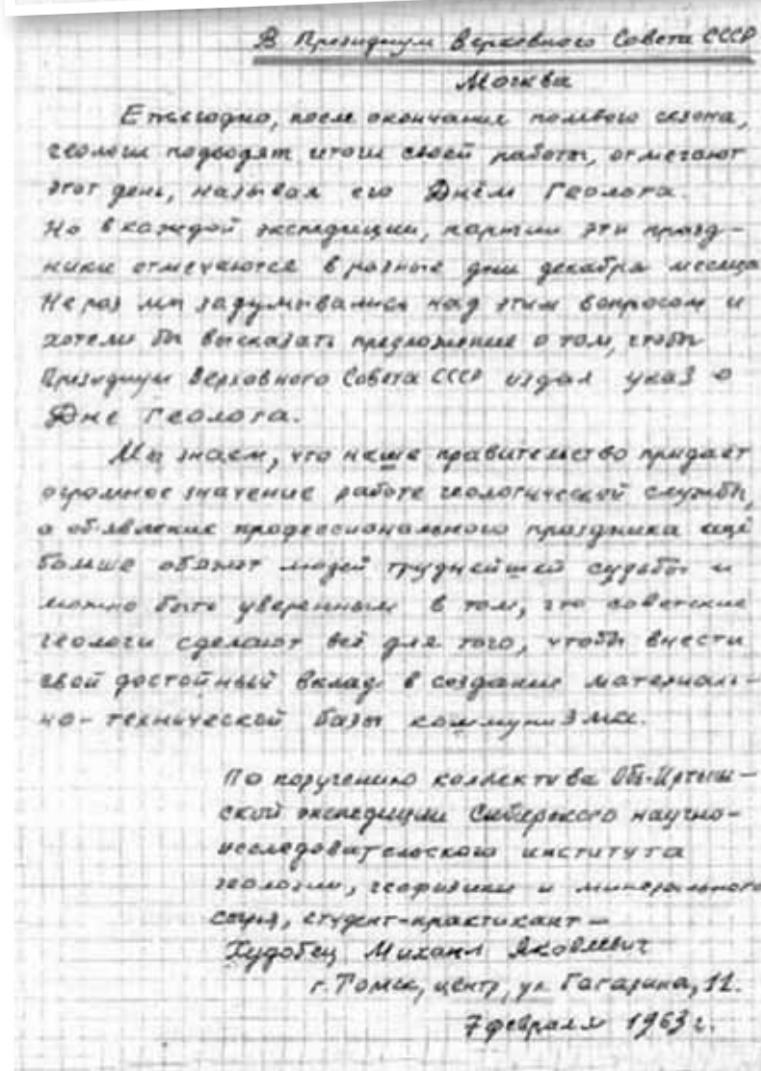 В Президиум Верховного Совета СССР
Москва
Ежегодно, после окончания полевого сезона,
геологи подводят итоги своей работы, отмечают
этот день, называя его Днём Геолога.
Но в каждой экспедиции, партии эти празд-
ники отмечаются в разные дни декабря месяца
Не раз мы задумывались над этим вопросом и
хотели бы высказать предложение о том, чтобы
Президиум Верховного Совета СССР издал указ о
Дне Геолога.
Мы знаем, что наше правительство придаёт
огромное значение работе геологической службы,
а объявление профессионального праздника ещё
больше обяжет людей труднейшей судьбы и
можно быть уверенным в том, что советские
геологи сделают всё для того, чтобы внести
свой достойный вклад в создание материаль-
но-технической базы коммунизма.
По поручению коллектива Обь-Иртыш-
ской экспедиции Сибирского научно-
исследовательского института
геологии, геофизики и минерального
сырья, студент-практикант —
Худобец Михаил Яковлевич
г. Томск, центр, ул. Гагарина, 11.
7 февраля 1963 г.